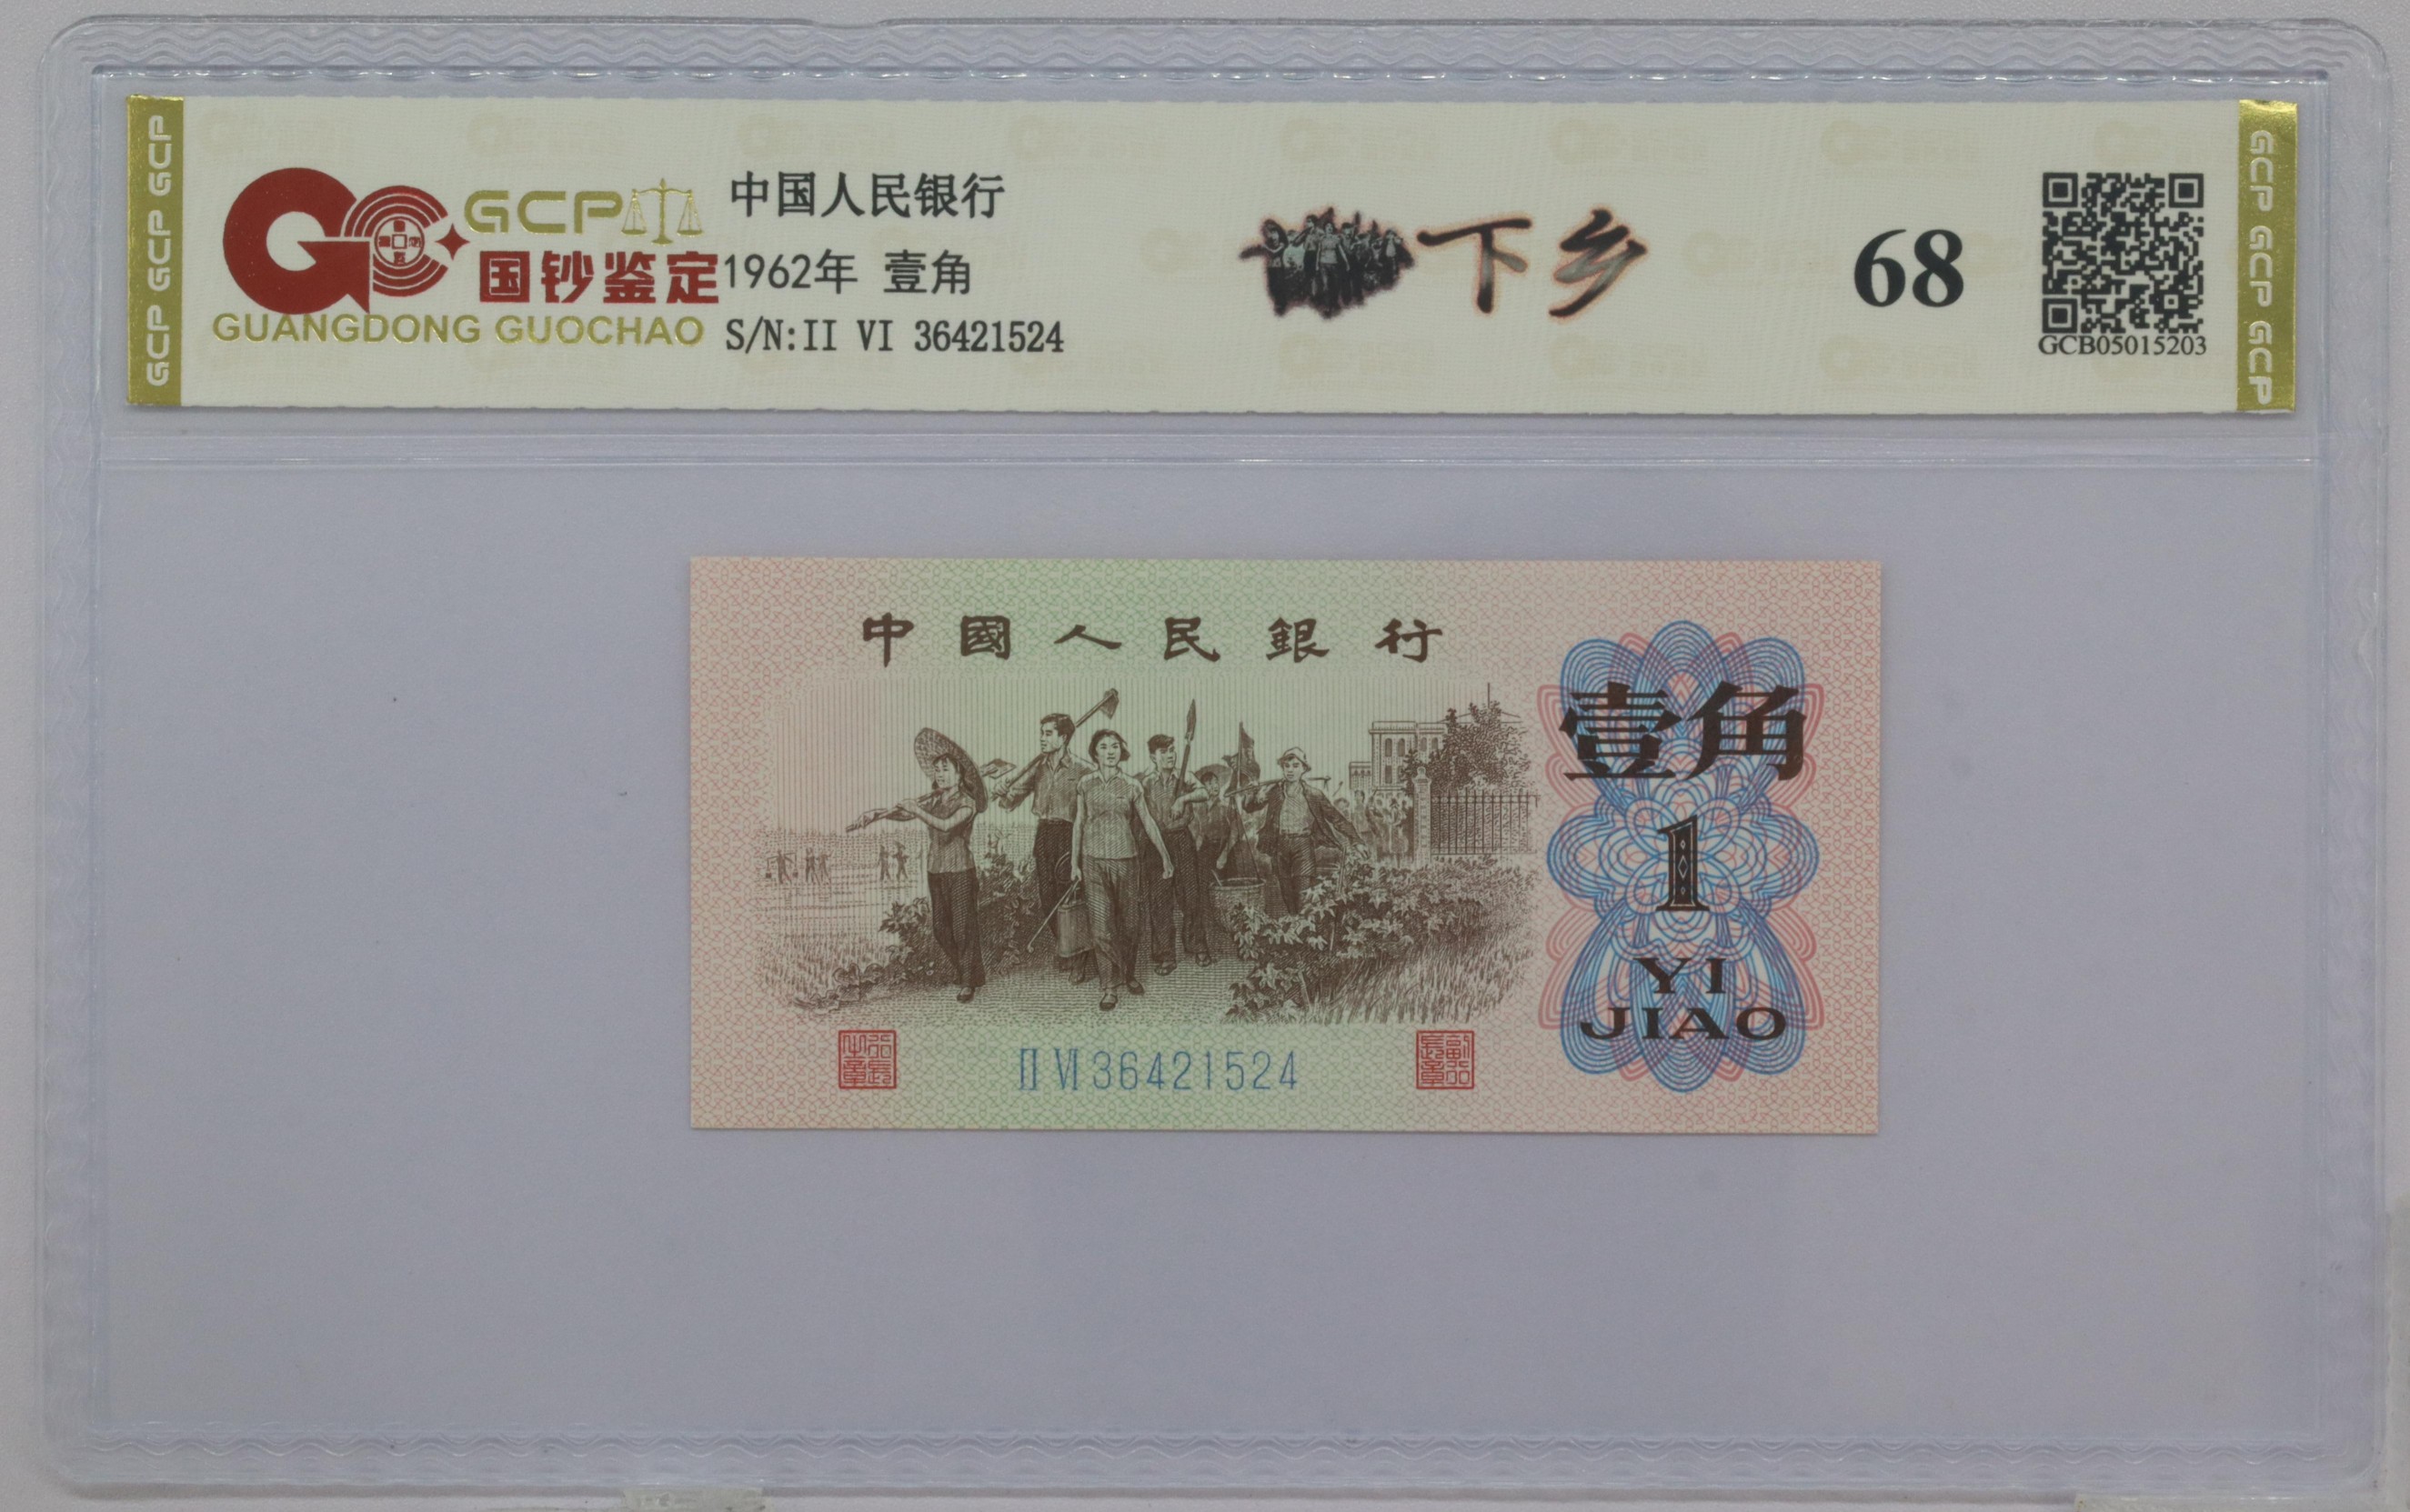 GCP GCP GCP
GCP
国钞鉴定
GUANGDONG GUOCHAO
中国人民银行
1962年 壹角
S/N:II VI 36421524
下乡
68
GCB05015203
GCP GCP GCP
中國人民銀行
壹角
1
YI
JIAO
II VI 36421524